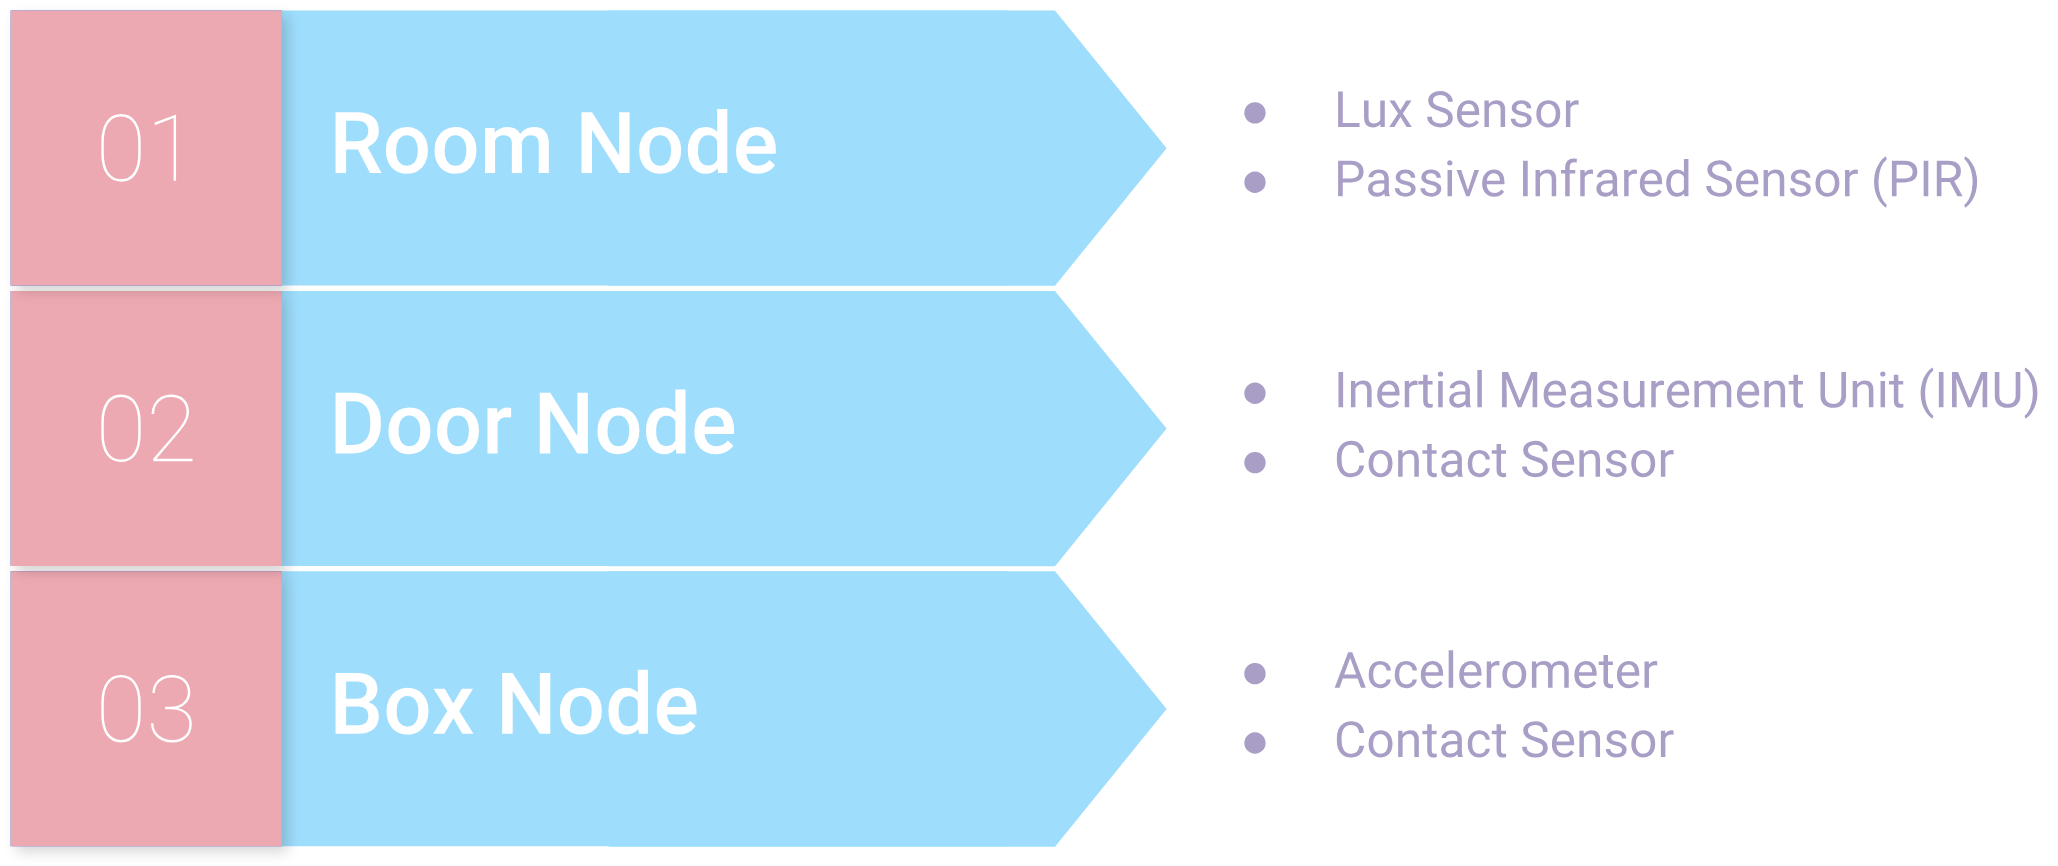 01
Room Node
● Lux Sensor
● Passive Infrared Sensor (PIR)
02
Door Node
● Inertial Measurement Unit (IMU)
● Contact Sensor
03
Box Node
● Accelerometer
● Contact Sensor